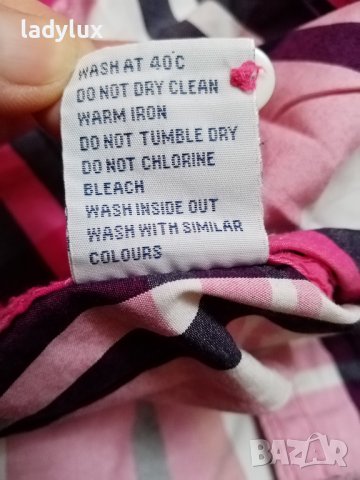 ladylux
WASH AT 40°C
DO NOT DRY CLEAN
WARM IRON
DO NOT TUMBLE DRY
DO NOT CHLORINE
BLEACH
WASH INSIDE OUT
WASH WITH SIMILAR
COLOURS
BAZAR